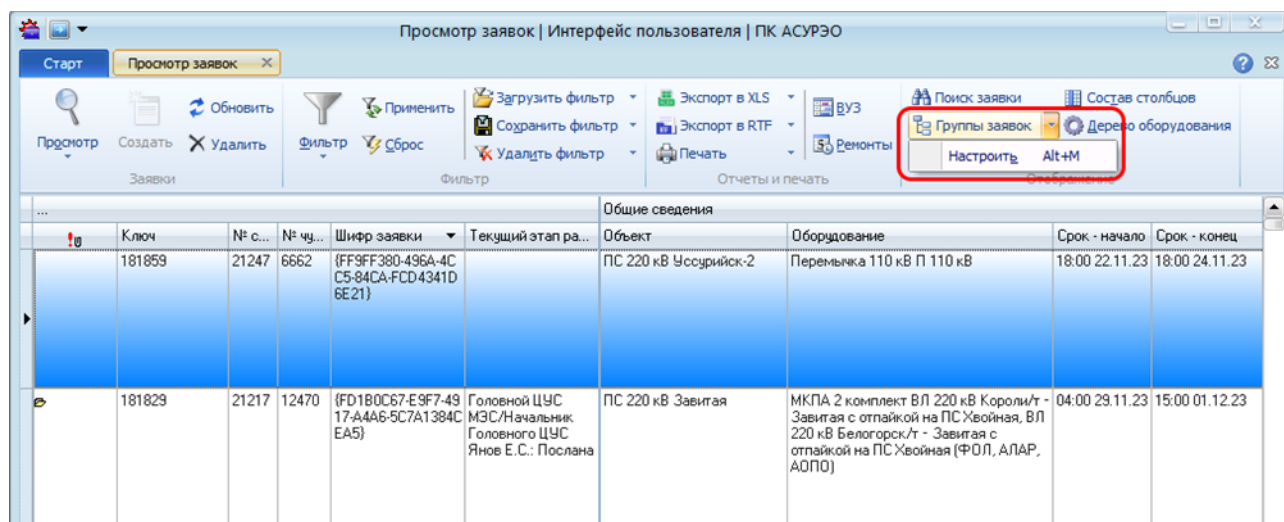 Просмотр заявок | Интерфейс пользователя | ПК АСУРЭО
Старт
Просмотр заявок
Просмотр
Создать
Обновить
Удалить
Заявки
Фильтр
Применить
Сброс
Загрузить фильтр
Сохранить фильтр
Удалить фильтр
Фильтр
Экспорт в XLS
Экспорт в RTF
Печать
ВУЗ
Ремонты
Отчеты и печать
Поиск заявки
Состав столбцов
Группы заявок
Дерево оборудования
Настроить Alt+M
Отображение
...
Общие сведения
Ключ № с... № чу... Шифр заявки Текущий этап ра... Объект Оборудование Срок - начало Срок - конец
181859 21247 6662 {FF9FF380-496A-4C ПС 220 кВ Уссурийск-2 Перемычка 110 кВ П 110 кВ 18:00 22.11.23 18:00 24.11.23
C5-84CA-FCD4341D
6E21}
181829 21217 12470 {FD1B0C67-E9F7-49 Головной ЦУС ПС 220 кВ Завитая МКПА 2 комплект ВЛ 220 кВ Короли/т - 04:00 29.11.23 15:00 01.12.23
17-A4A6-5C7A1384C МЭС/Начальник Завитая с отпайкой на ПС Хвойная, ВЛ
EA5} Головного ЦУС 220 кВ Белогорск/т - Завитая с
Янов Е.С.: Послана отпайкой на ПС Хвойная (ФОЛ, АЛАР,
АОПО)